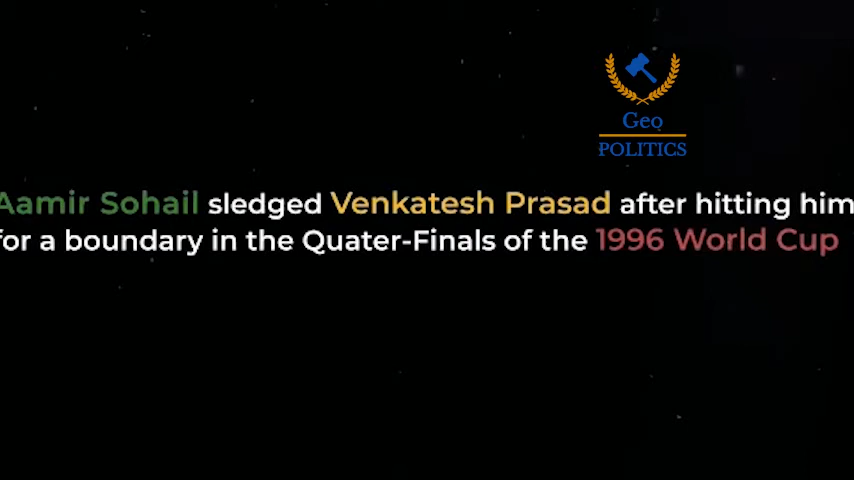 Geo
POLITICS
Aamir Sohail sledged Venkatesh Prasad after hitting him
for a boundary in the Quater-Finals of the 1996 World Cup